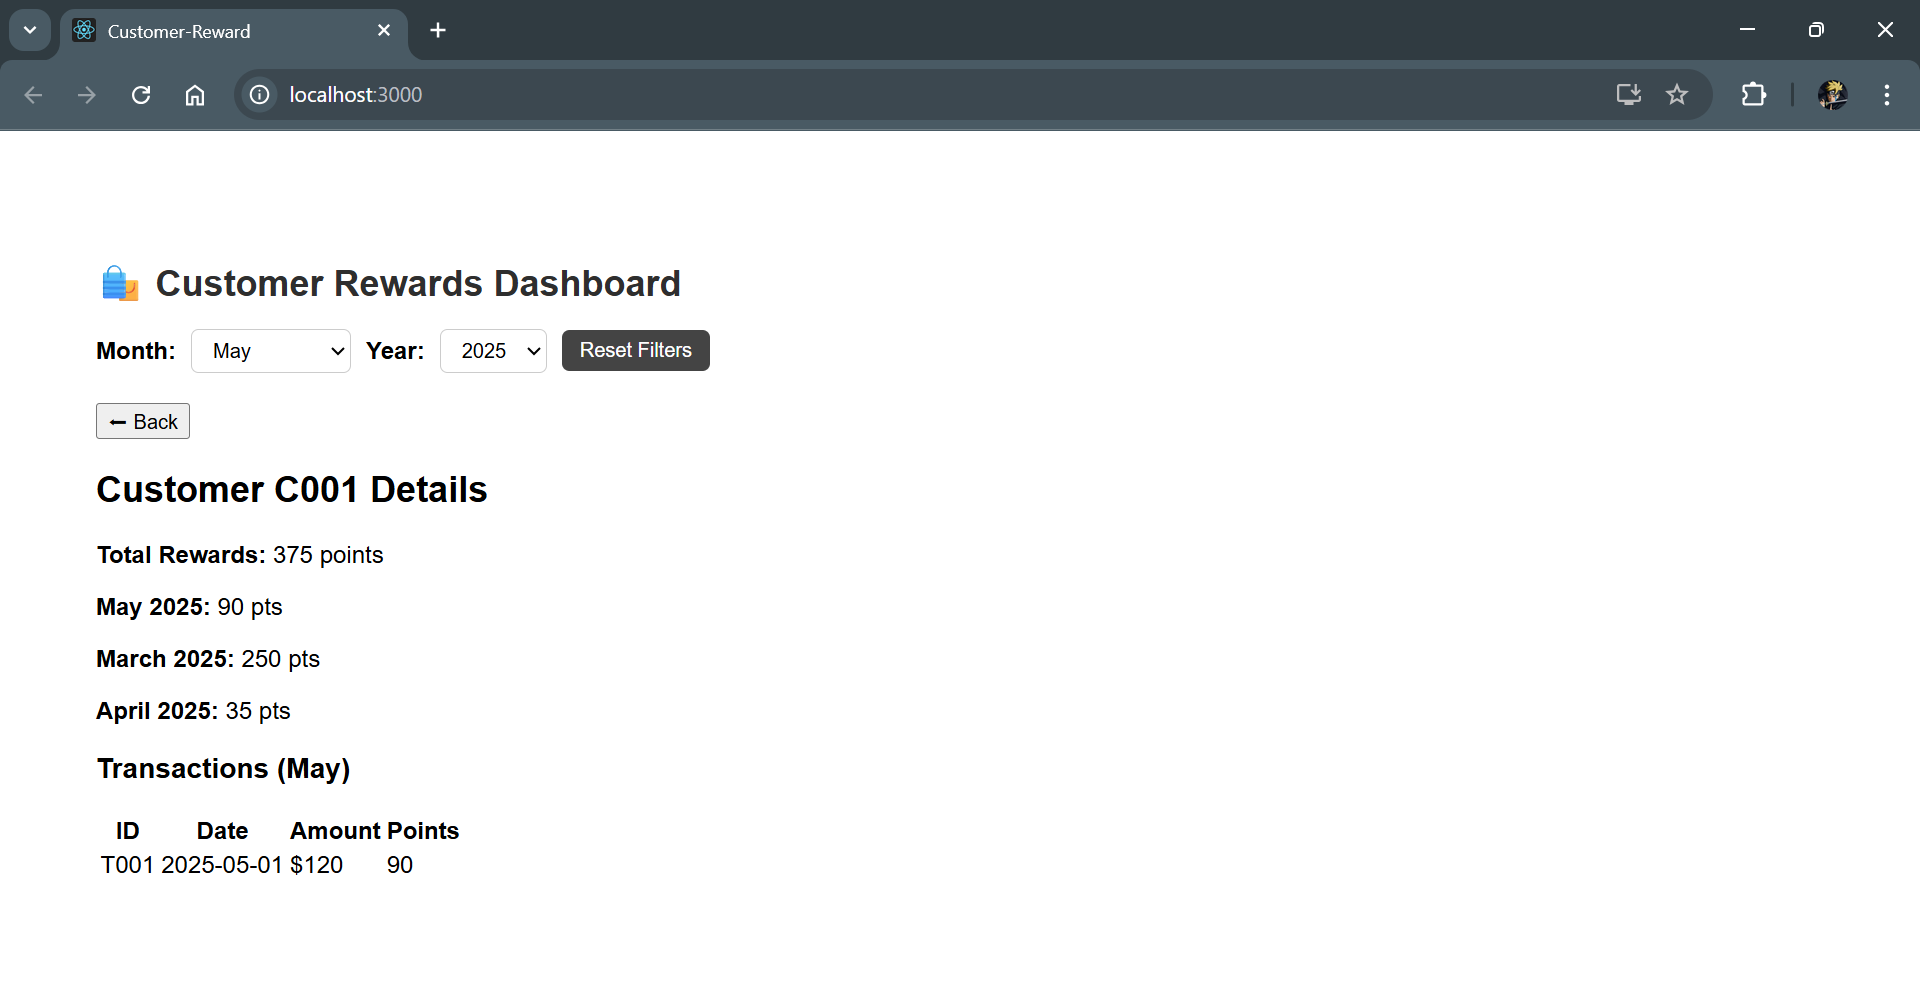 Customer-Reward
localhost:3000
Customer Rewards Dashboard
Month: May Year: 2025 Reset Filters
← Back
Customer C001 Details
Total Rewards: 375 points
May 2025: 90 pts
March 2025: 250 pts
April 2025: 35 pts
Transactions (May)
ID Date Amount Points
T001 2025-05-01 $120 90